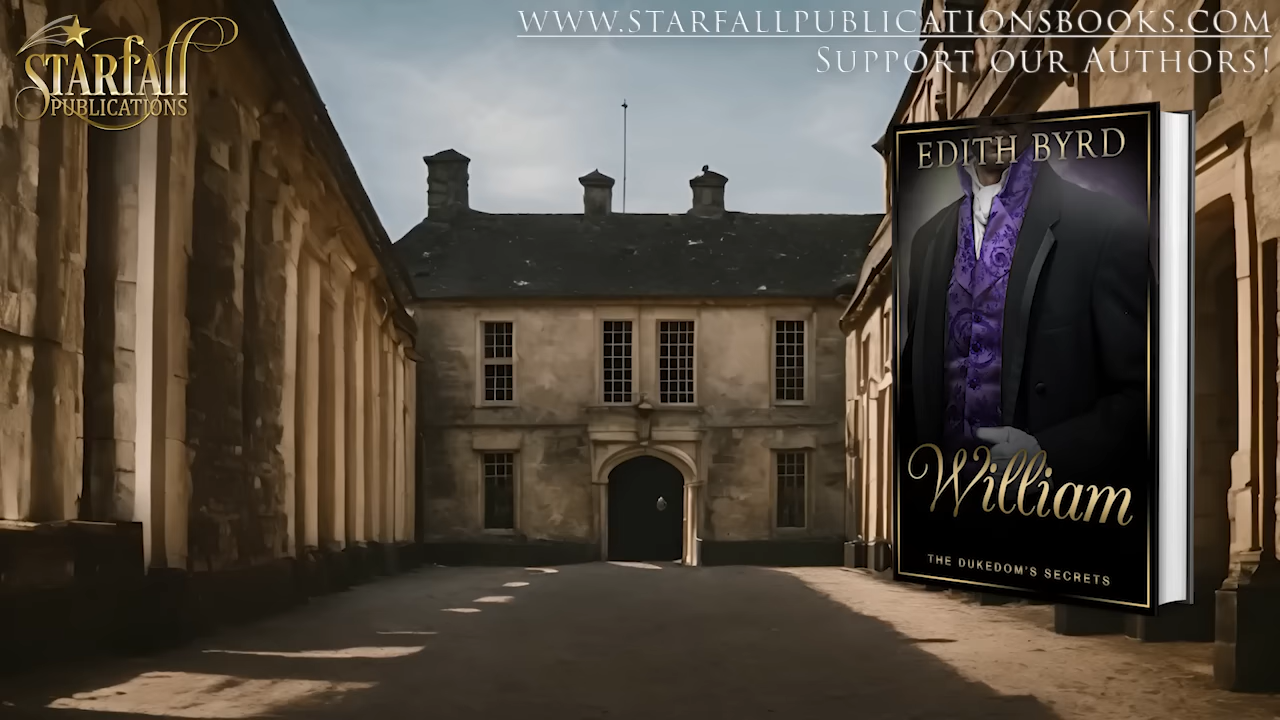 STARfall
PUBLICATIONS
WWW.STARFALLPUBLICATIONSBOOKS.COM
SUPPORT OUR AUTHORS!
EDITH BYRD
William
THE DUKEDOM'S SECRETS